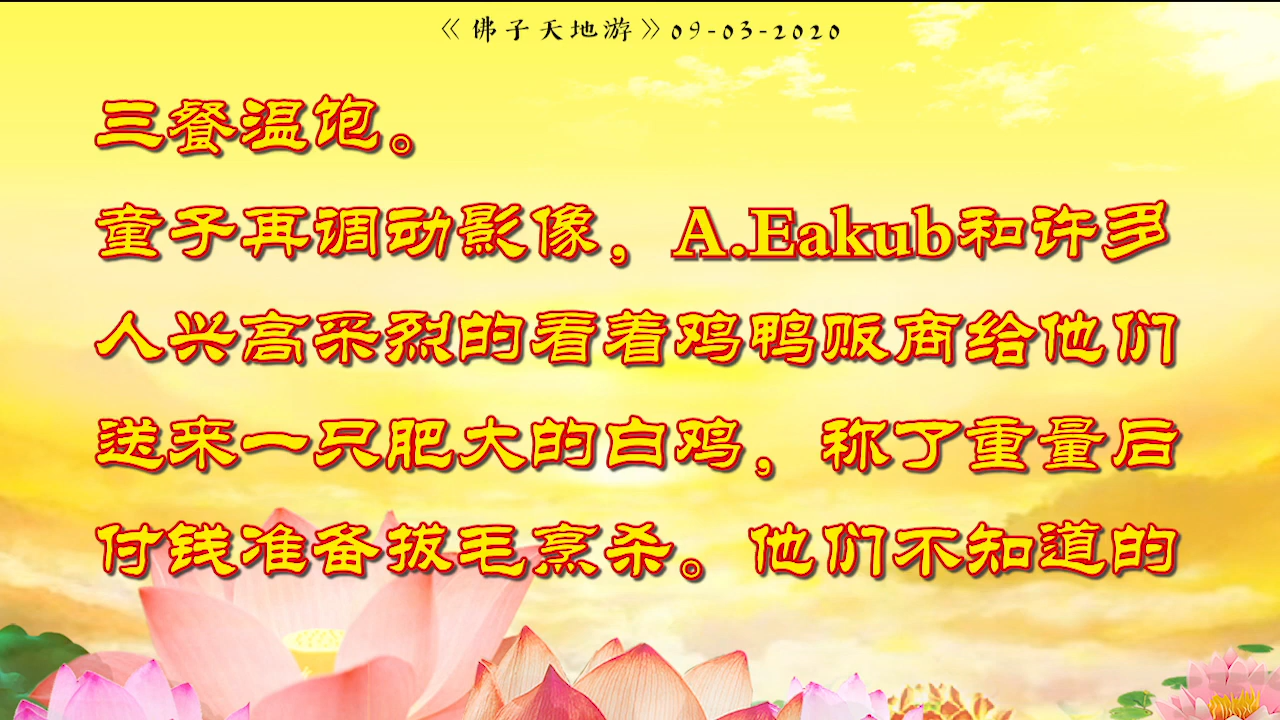 《佛子天地游》09-03-2020
三餐温饱。
童子再调动影像，A.Eakub和许多
人兴高采烈的看着鸡鸭贩商给他们
送来一只肥大的白鸡，称了重量后
付钱准备拔毛烹杀。他们不知道的